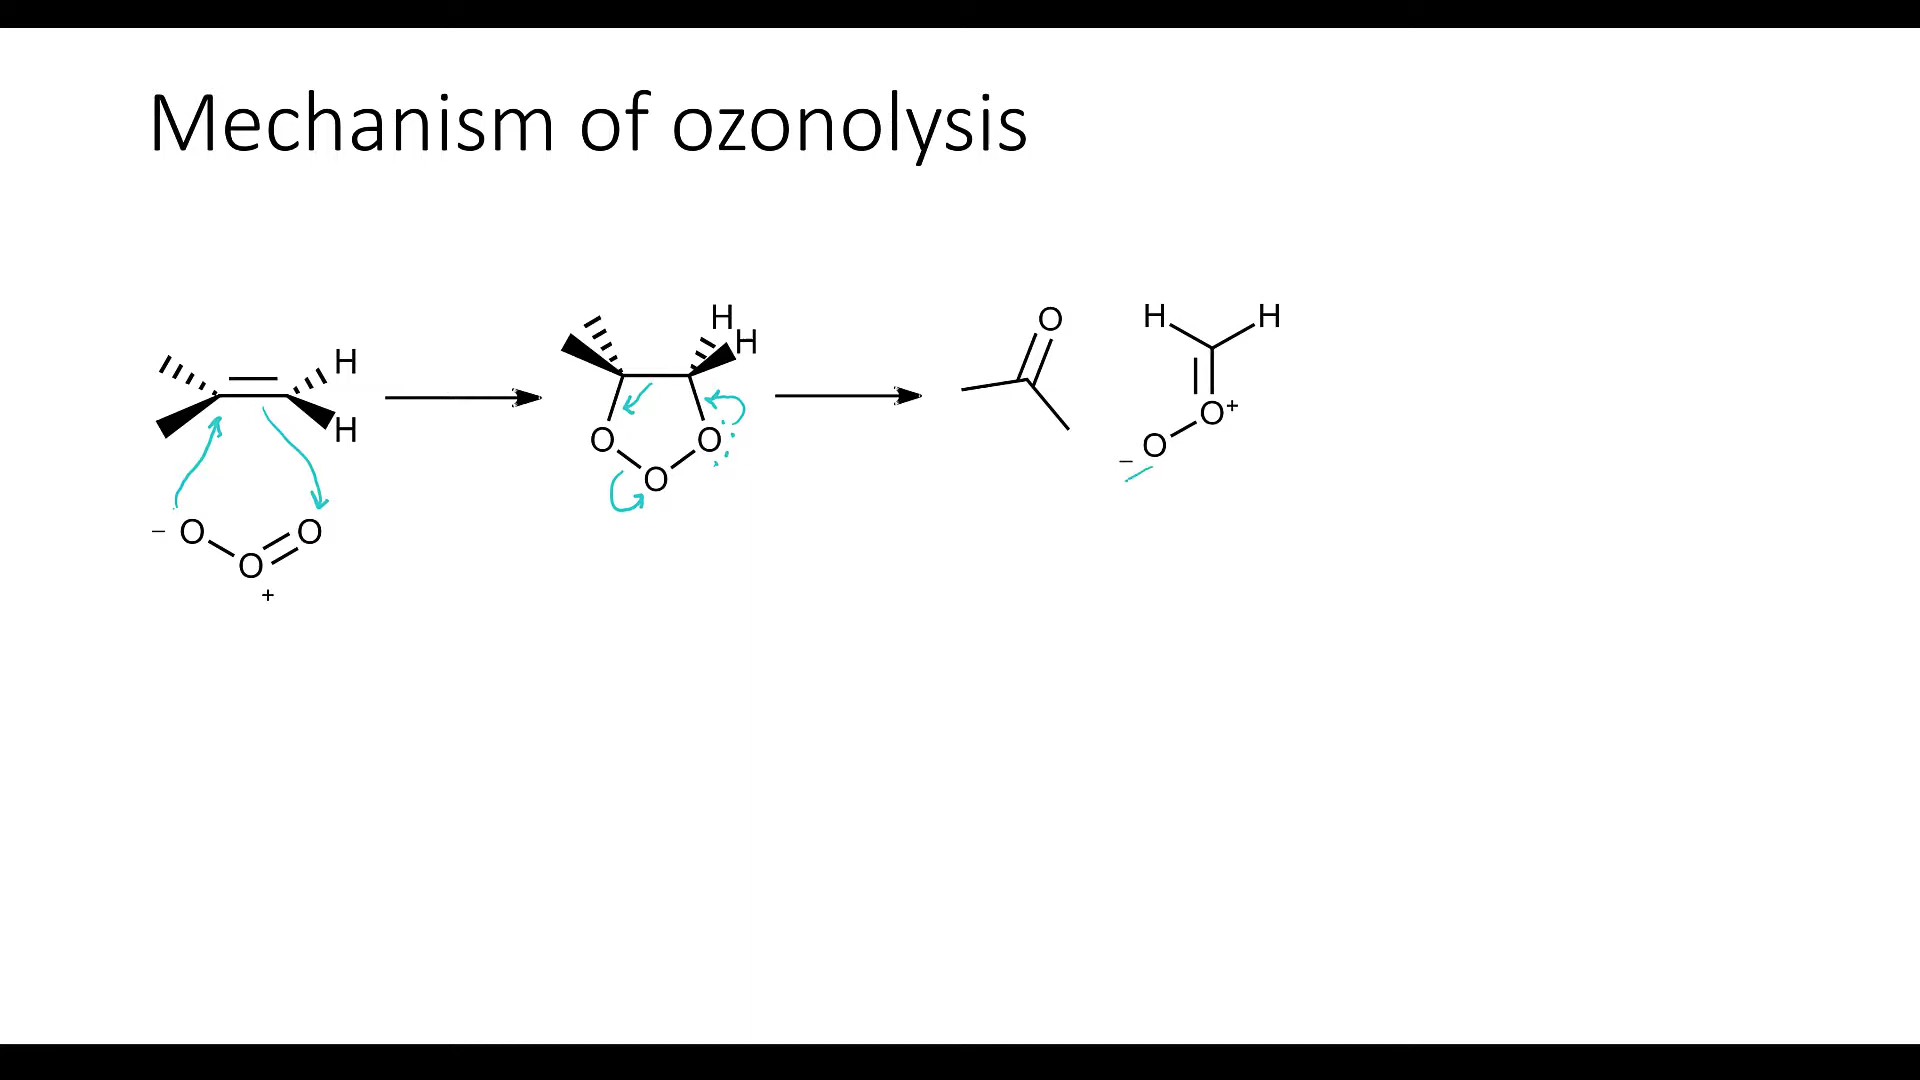 Mechanism of ozonolysis
H
H
− O O
O
+
H
H
O O
O
O
H H
O+
O
−